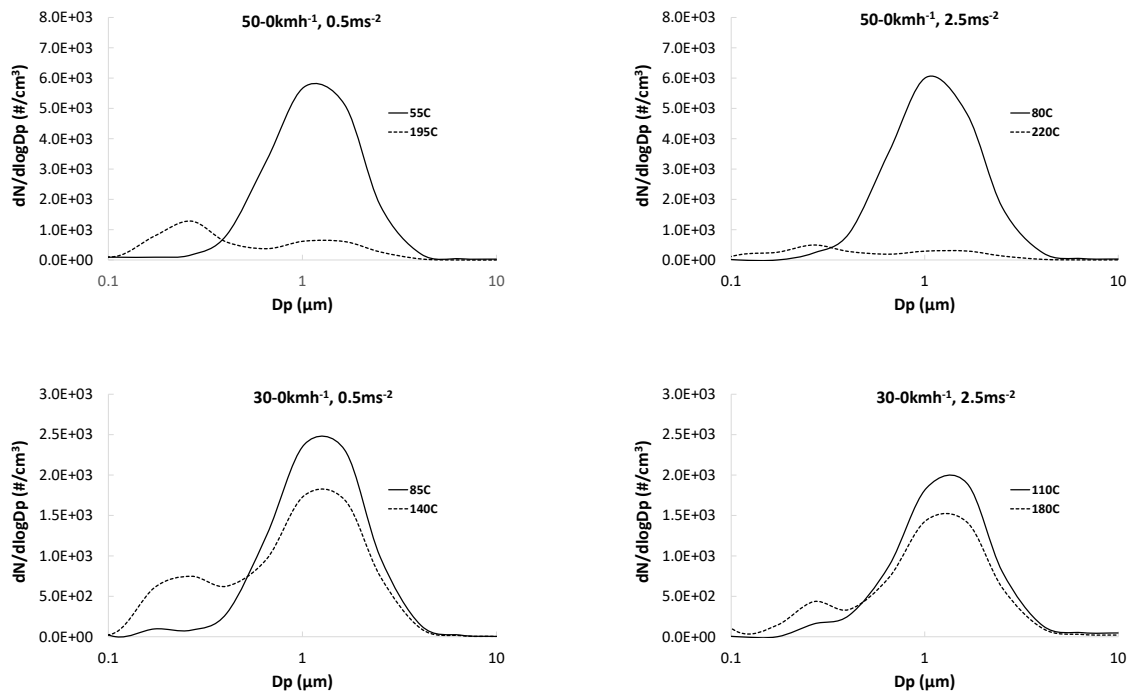 50-0kmh⁻¹, 0.5ms⁻²
dN/dlogDp (#/cm³)
8.0E+03
7.0E+03
6.0E+03
5.0E+03
4.0E+03
3.0E+03
2.0E+03
1.0E+03
0.0E+00
55C
195C
0.1 1 10
Dp (µm)
50-0kmh⁻¹, 2.5ms⁻²
dN/dlogDp (#/cm³)
8.0E+03
7.0E+03
6.0E+03
5.0E+03
4.0E+03
3.0E+03
2.0E+03
1.0E+03
0.0E+00
80C
220C
0.1 1 10
Dp (µm)
30-0kmh⁻¹, 0.5ms⁻²
dN/dlogDp (#/cm³)
3.0E+03
2.5E+03
2.0E+03
1.5E+03
1.0E+03
5.0E+02
0.0E+00
85C
140C
0.1 1 10
Dp (µm)
30-0kmh⁻¹, 2.5ms⁻²
dN/dlogDp (#/cm³)
3.0E+03
2.5E+03
2.0E+03
1.5E+03
1.0E+03
5.0E+02
0.0E+00
110C
180C
0.1 1 10
Dp (µm)